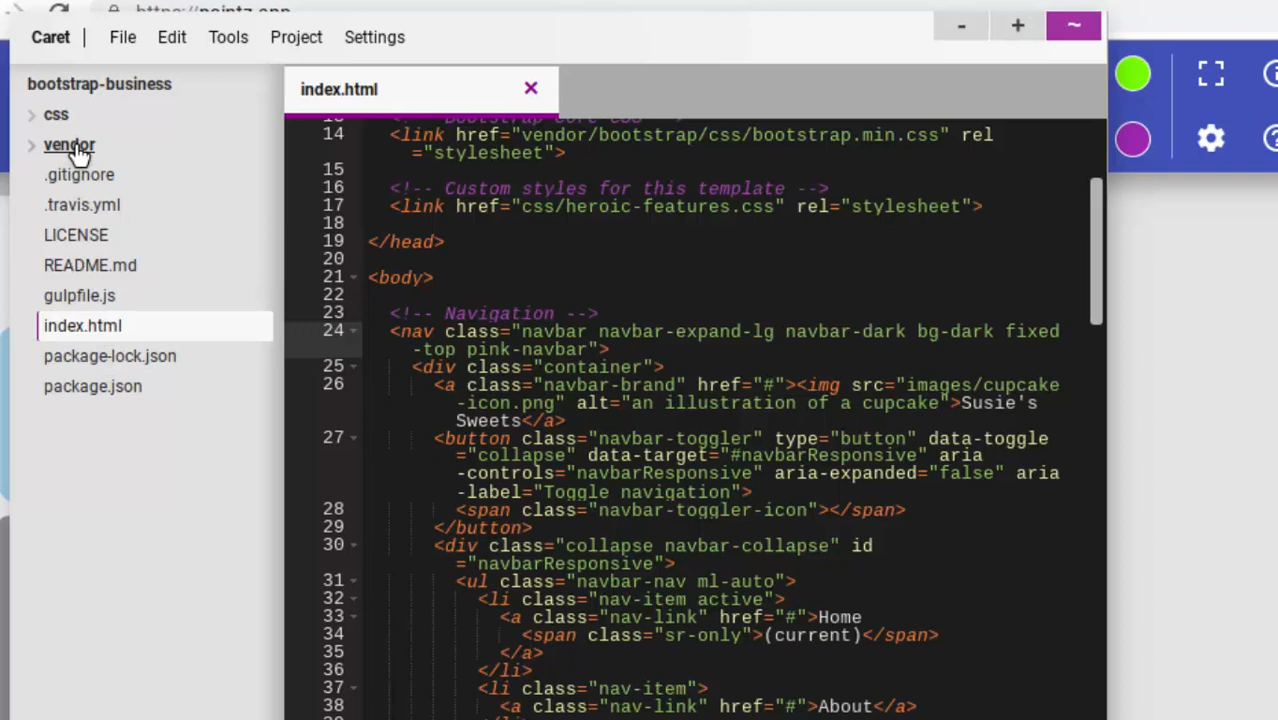 https://pointz.app
Caret | File Edit Tools Project Settings - + ~
bootstrap-business
css
vendor
.gitignore
.travis.yml
LICENSE
README.md
gulpfile.js
index.html
package-lock.json
package.json
index.html ×
13 <!-- Bootstrap core CSS -->
14 <link href="vendor/bootstrap/css/bootstrap.min.css" rel
="stylesheet">
15
16 <!-- Custom styles for this template -->
17 <link href="css/heroic-features.css" rel="stylesheet">
18
19 </head>
20
21 <body>
22
23 <!-- Navigation -->
24 <nav class="navbar navbar-expand-lg navbar-dark bg-dark fixed
-top pink-navbar">
25 <div class="container">
26 <a class="navbar-brand" href="#"><img src="images/cupcake
-icon.png" alt="an illustration of a cupcake">Susie's
Sweets</a>
27 <button class="navbar-toggler" type="button" data-toggle
="collapse" data-target="#navbarResponsive" aria
-controls="navbarResponsive" aria-expanded="false" aria
-label="Toggle navigation">
28 <span class="navbar-toggler-icon"></span>
29 </button>
30 <div class="collapse navbar-collapse" id
="navbarResponsive">
31 <ul class="navbar-nav ml-auto">
32 <li class="nav-item active">
33 <a class="nav-link" href="#">Home
34 <span class="sr-only">(current)</span>
35 </a>
36 </li>
37 <li class="nav-item">
38 <a class="nav-link" href="#">About</a>
39 </li>